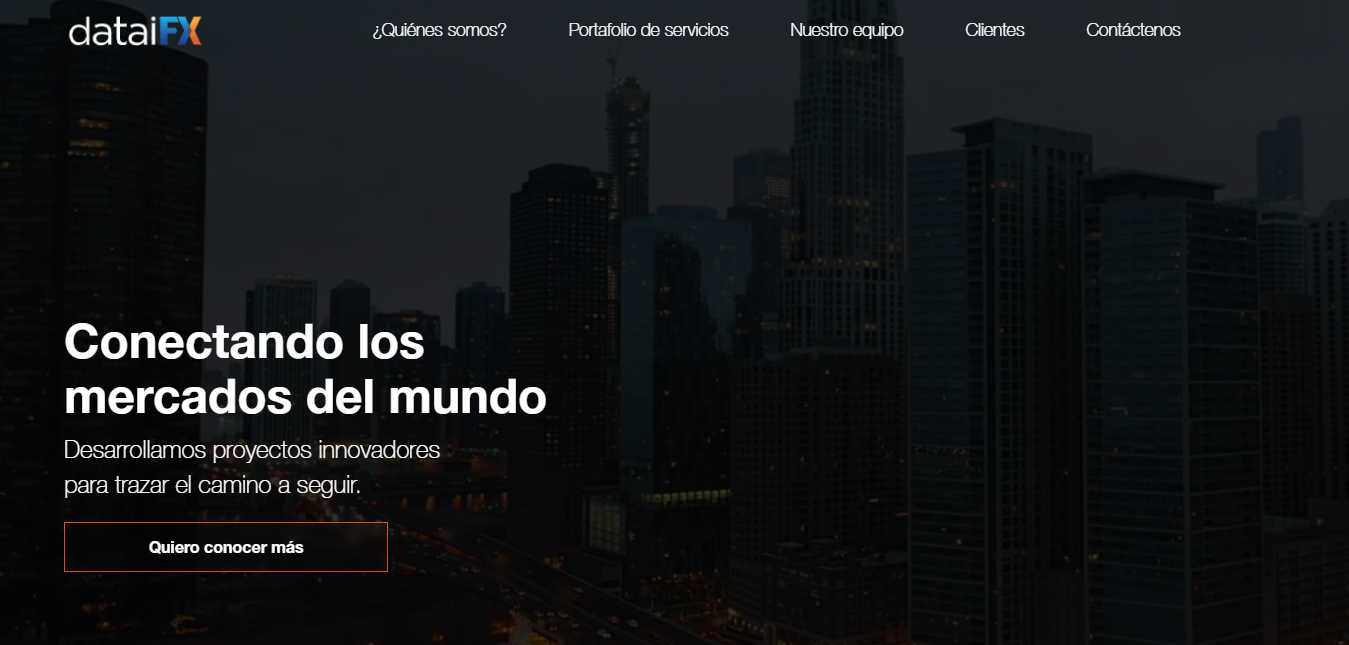 dataiFX
¿Quiénes somos?
Portafolio de servicios
Nuestro equipo
Clientes
Contáctenos
Conectando los
mercados del mundo
Desarrollamos proyectos innovadores
para trazar el camino a seguir.
Quiero conocer más